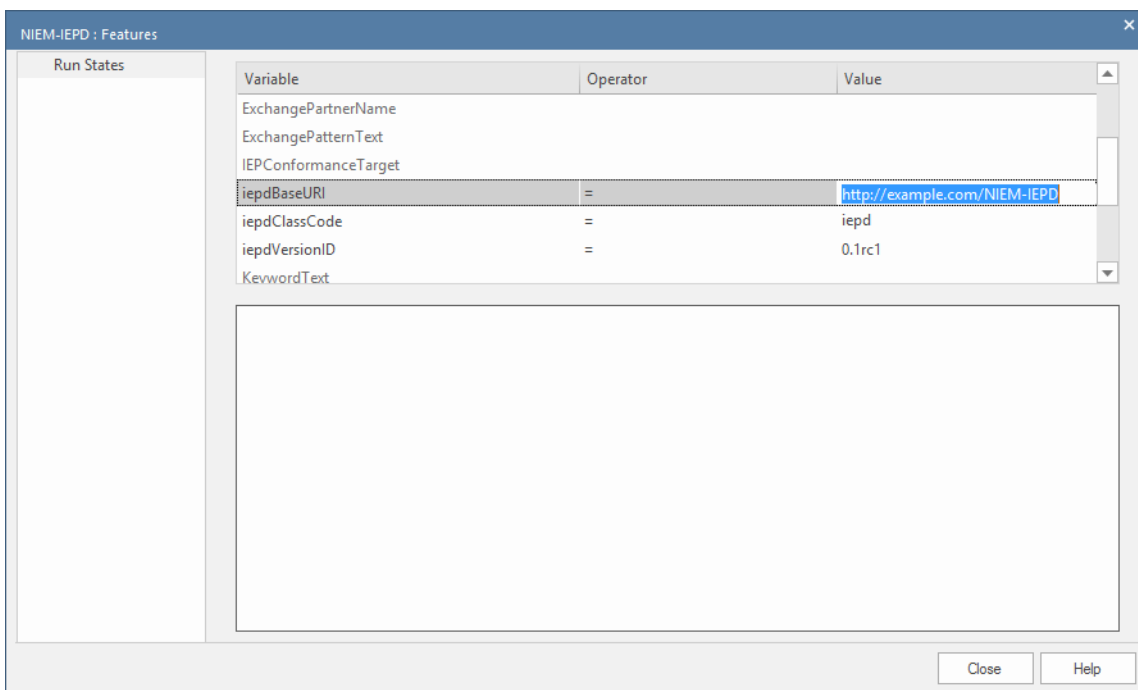 NIEM-IEPD : Features ×
Run States
Variable Operator Value
ExchangePartnerName
ExchangePatternText
IEPConformanceTarget
iepdBaseURI = http://example.com/NIEM-IEPD
iepdClassCode = iepd
iepdVersionID = 0.1rc1
KeywordText
Close Help